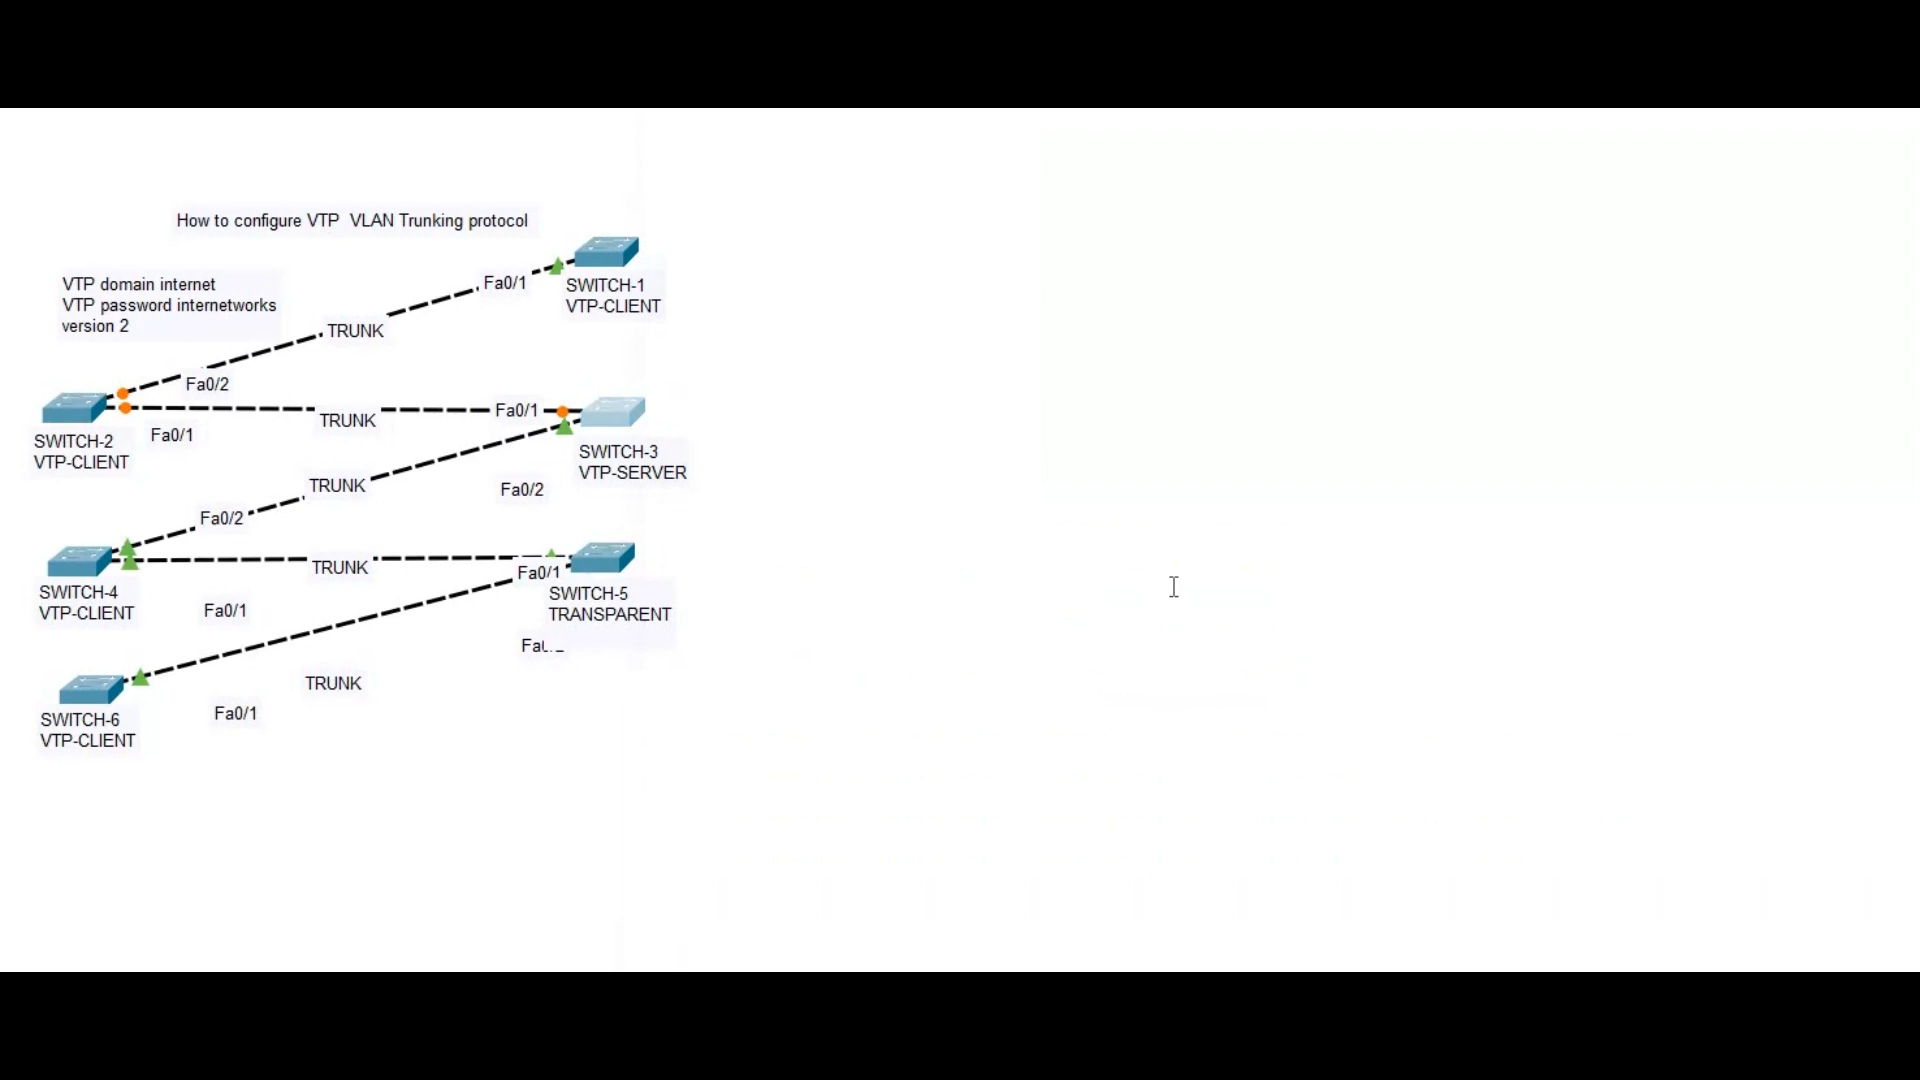 How to configure VTP  VLAN Trunking protocol
VTP domain internet
VTP password internetworks
version 2
Fa0/1
SWITCH-1
VTP-CLIENT
TRUNK
Fa0/2
Fa0/1
TRUNK
SWITCH-2
VTP-CLIENT
Fa0/1
SWITCH-3
VTP-SERVER
TRUNK
Fa0/2
Fa0/2
TRUNK
Fa0/1
SWITCH-4
VTP-CLIENT
Fa0/1
SWITCH-5
TRANSPARENT
TRUNK
Fa0/1
SWITCH-6
VTP-CLIENT